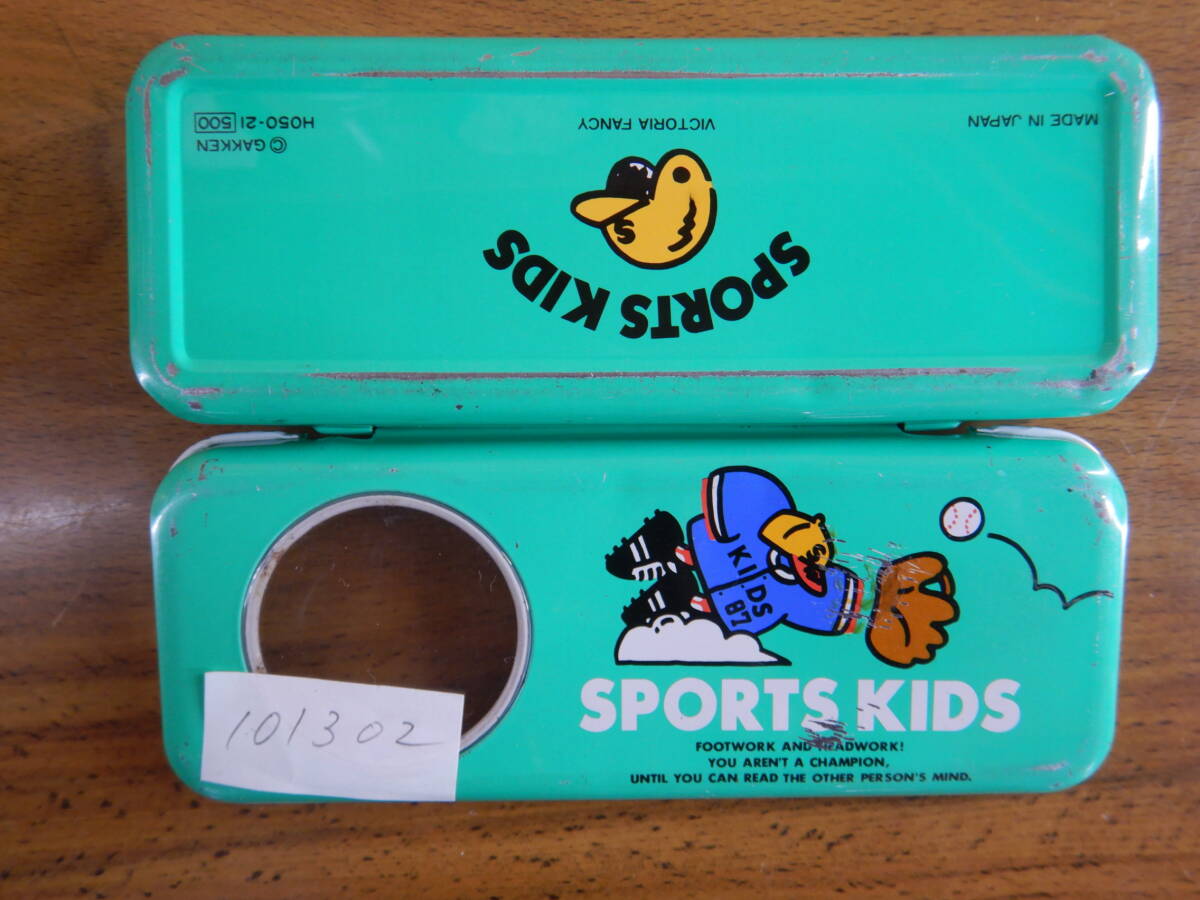 SPORTS KIDS
MADE IN JAPAN
VICTORIA FANCY
© GAKKEN
H050-21 500
S
KIDS
87
S
SPORTS KIDS
FOOTWORK AND HEADWORK!
YOU AREN'T A CHAMPION,
UNTIL YOU CAN READ THE OTHER PERSON'S MIND.
101302